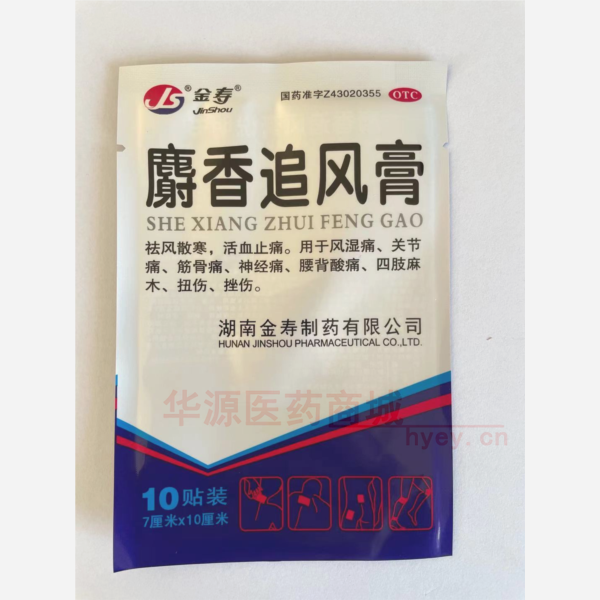 JS® 金寿®
JinShou
国药准字Z43020355 OTC
麝香追风膏
SHE XIANG ZHUI FENG GAO
祛风散寒，活血止痛。用于风湿痛、关节
痛、筋骨痛、神经痛、腰背酸痛、四肢麻
木、扭伤、挫伤。
湖南金寿制药有限公司
HUNAN JINSHOU PHARMACEUTICAL CO.,LTD.
华源医药商城
hyey.cn
10贴装
7厘米x10厘米